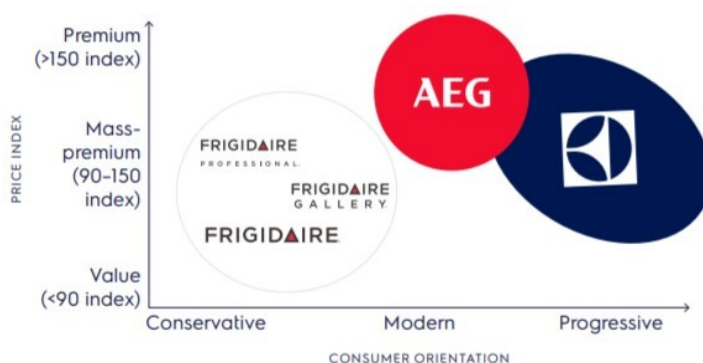 Premium
(>150 index)
Mass-
premium
(90-150
index)
Value
(<90 index)
PRICE INDEX
AEG
FRIGIDAIRE
PROFESSIONAL.
FRIGIDAIRE
GALLERY
FRIGIDAIRE
Conservative
Modern
Progressive
CONSUMER ORIENTATION